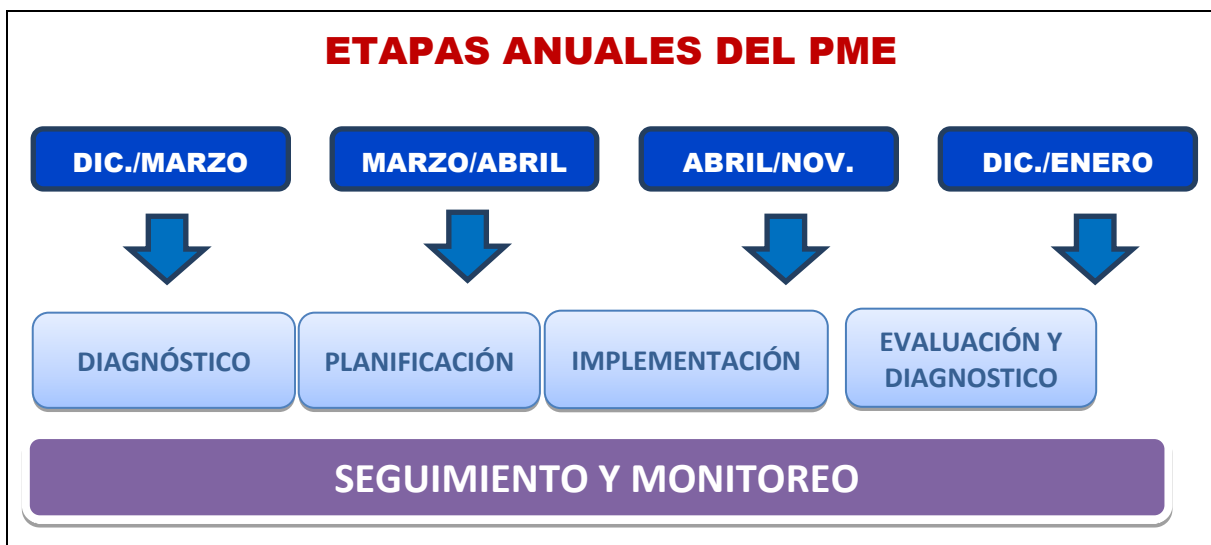 ETAPAS ANUALES DEL PME
DIC./MARZO
MARZO/ABRIL
ABRIL/NOV.
DIC./ENERO
DIAGNÓSTICO
PLANIFICACIÓN
IMPLEMENTACIÓN
EVALUACIÓN Y
DIAGNOSTICO
SEGUIMIENTO Y MONITOREO